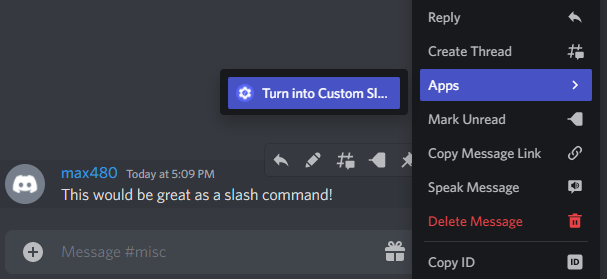 Reply
Create Thread
Apps
Turn into Custom Sl...
Mark Unread
Copy Message Link
max480 Today at 5:09 PM
This would be great as a slash command!
Speak Message
Delete Message
Message #misc
Copy ID
ID